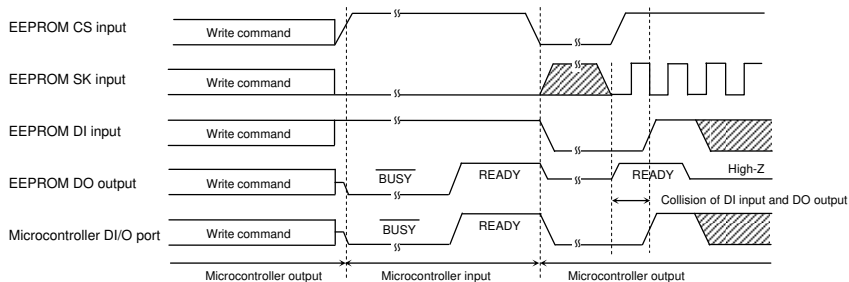 EEPROM CS input
Write command
EEPROM SK input
Write command
EEPROM DI input
Write command
EEPROM DO output
Write command
BUSY
READY
READY
High-Z
Collision of DI input and DO output
Microcontroller DI/O port
Write command
BUSY
READY
Microcontroller output
Microcontroller input
Microcontroller output